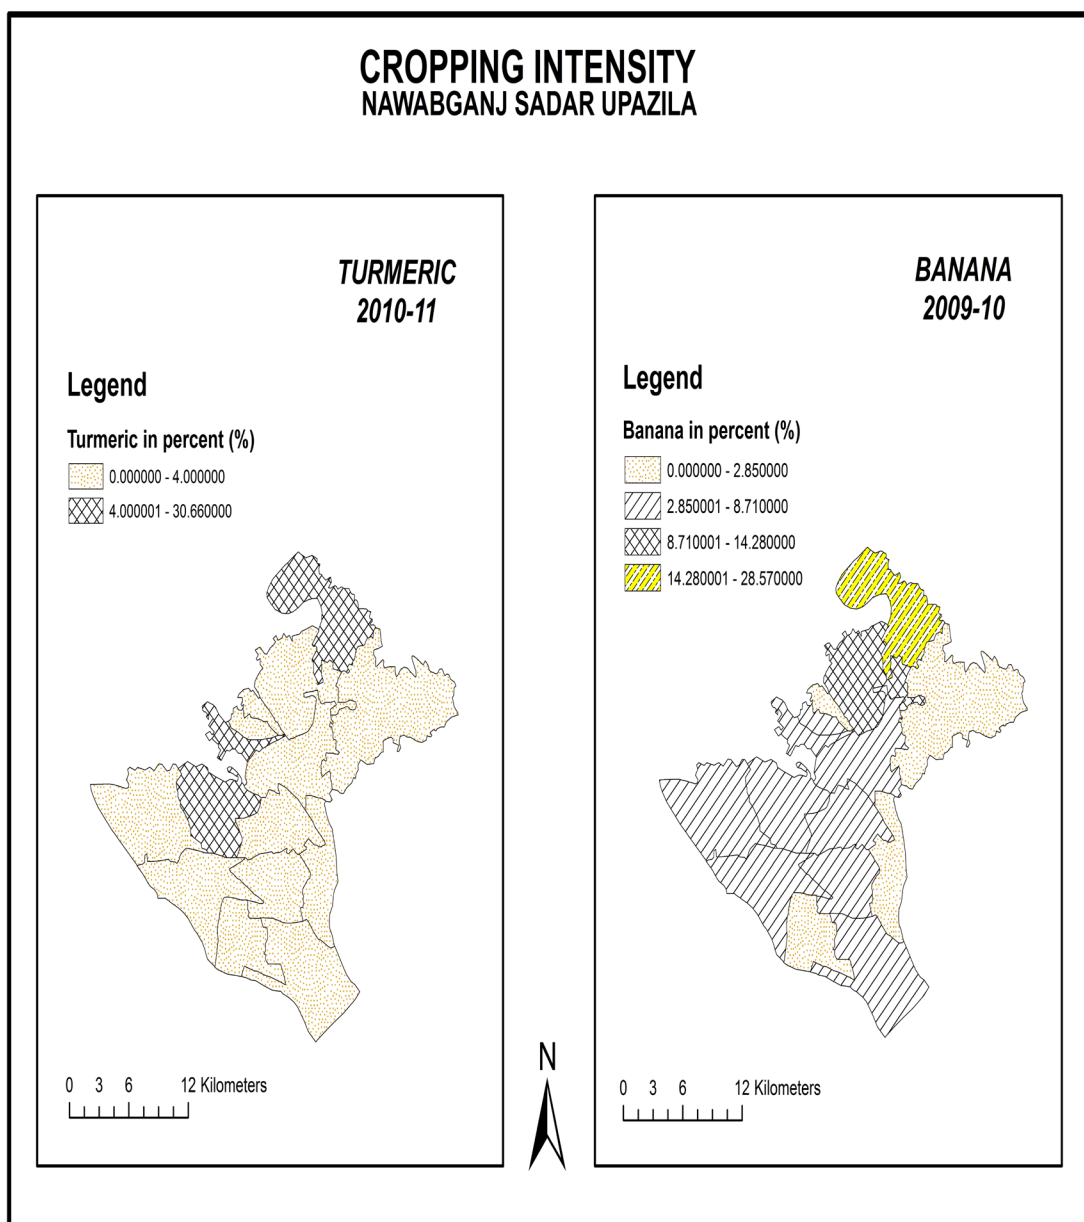 CROPPING INTENSITY
NAWABGANJ SADAR UPAZILA
TURMERIC
2010-11
Legend
Turmeric in percent (%)
0.000000 - 4.000000
4.000001 - 30.660000
0 3 6 12 Kilometers
N
BANANA
2009-10
Legend
Banana in percent (%)
0.000000 - 2.850000
2.850001 - 8.710000
8.710001 - 14.280000
14.280001 - 28.570000
0 3 6 12 Kilometers